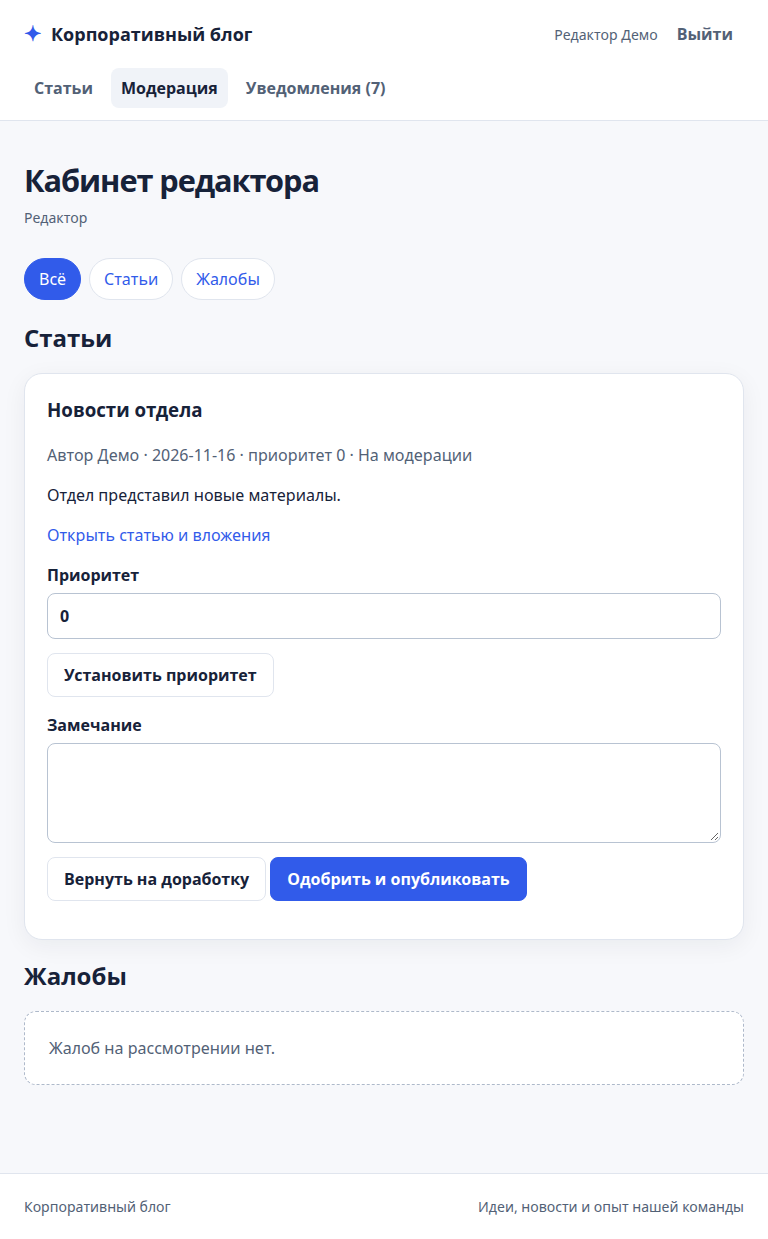 Корпоративный блог
Редактор Демо
Выйти
Статьи
Модерация
Уведомления (7)
Кабинет редактора
Редактор
Всё
Статьи
Жалобы
Статьи
Новости отдела
Автор Демо · 2026-11-16 · приоритет 0 · На модерации
Отдел представил новые материалы.
Открыть статью и вложения
Приоритет
0
Установить приоритет
Замечание
Вернуть на доработку
Одобрить и опубликовать
Жалобы
Жалоб на рассмотрении нет.
Корпоративный блог
Идеи, новости и опыт нашей команды